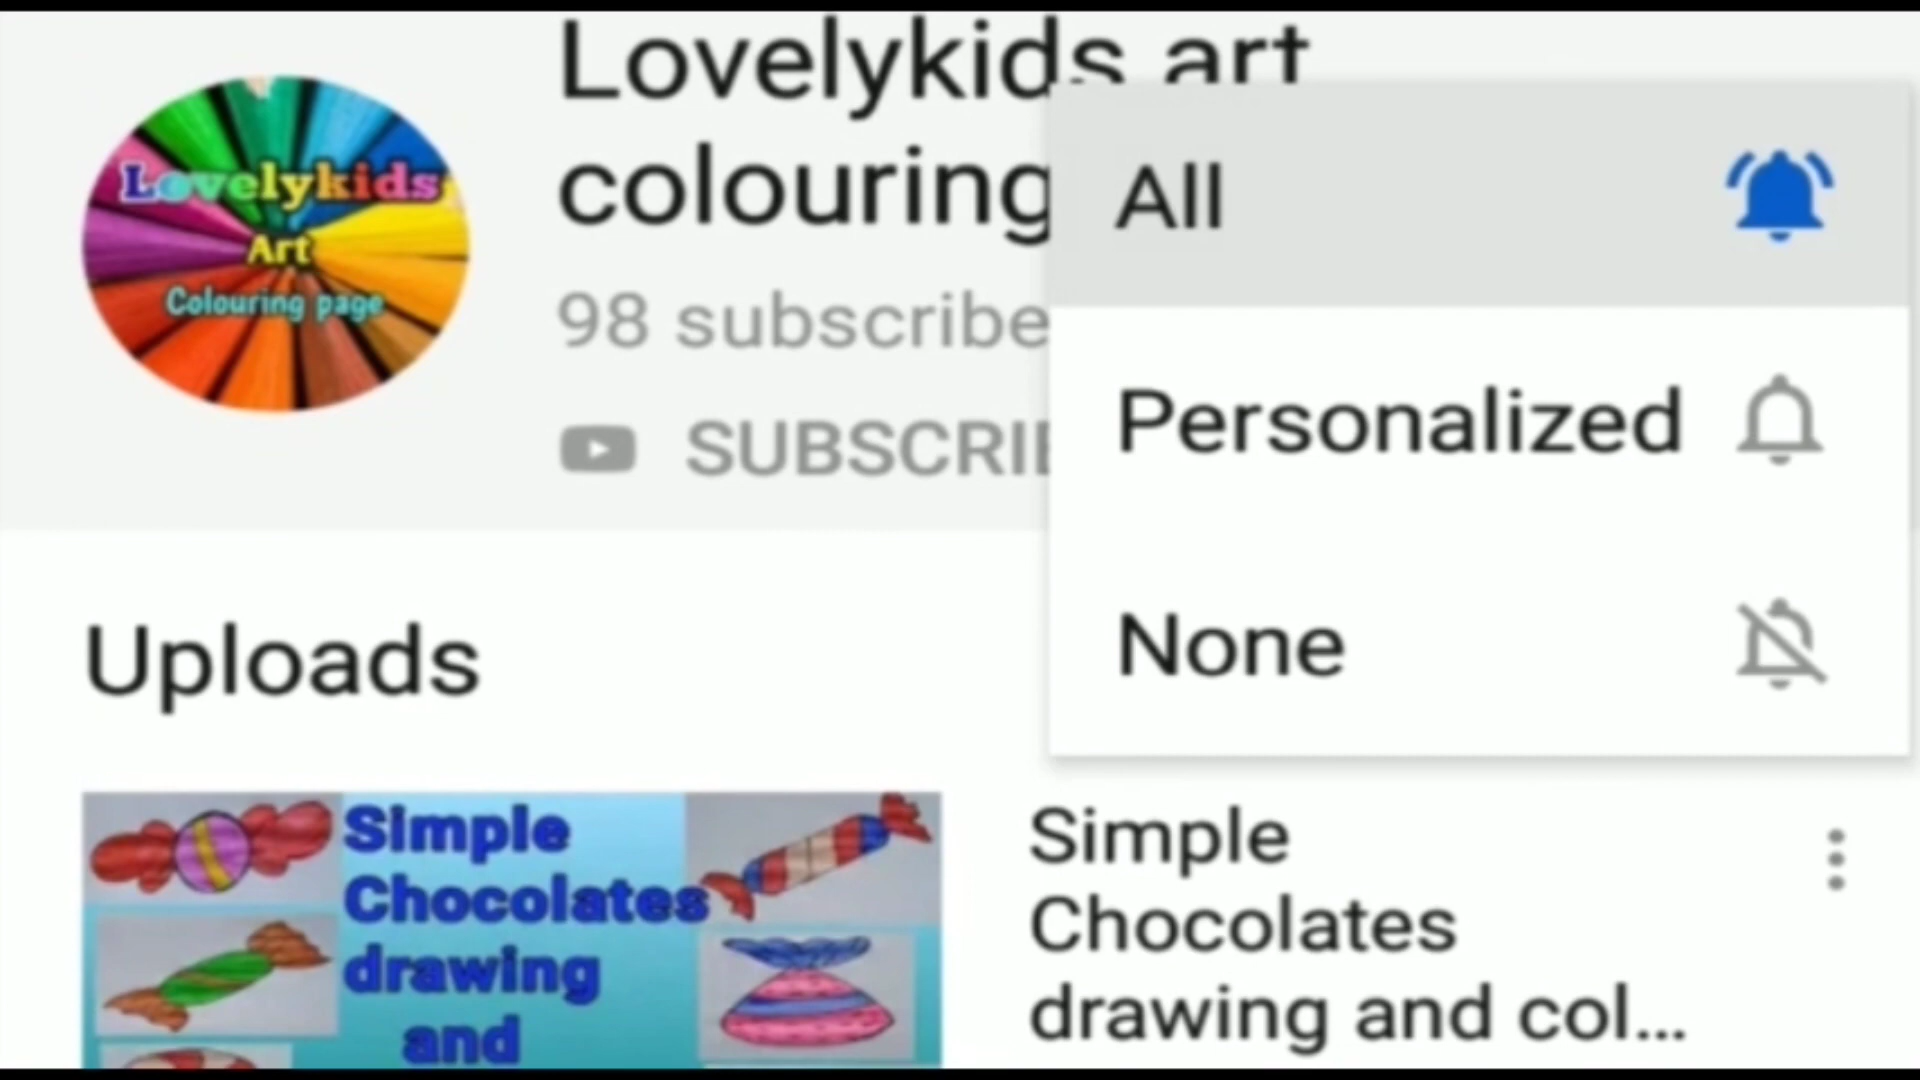 Lovelykids art
colouring
98 subscribe
SUBSCRIB
Lovelykids
Art
Colouring page
All
Personalized
None
Uploads
Simple
Chocolates
drawing
and
Simple
Chocolates
drawing and col...